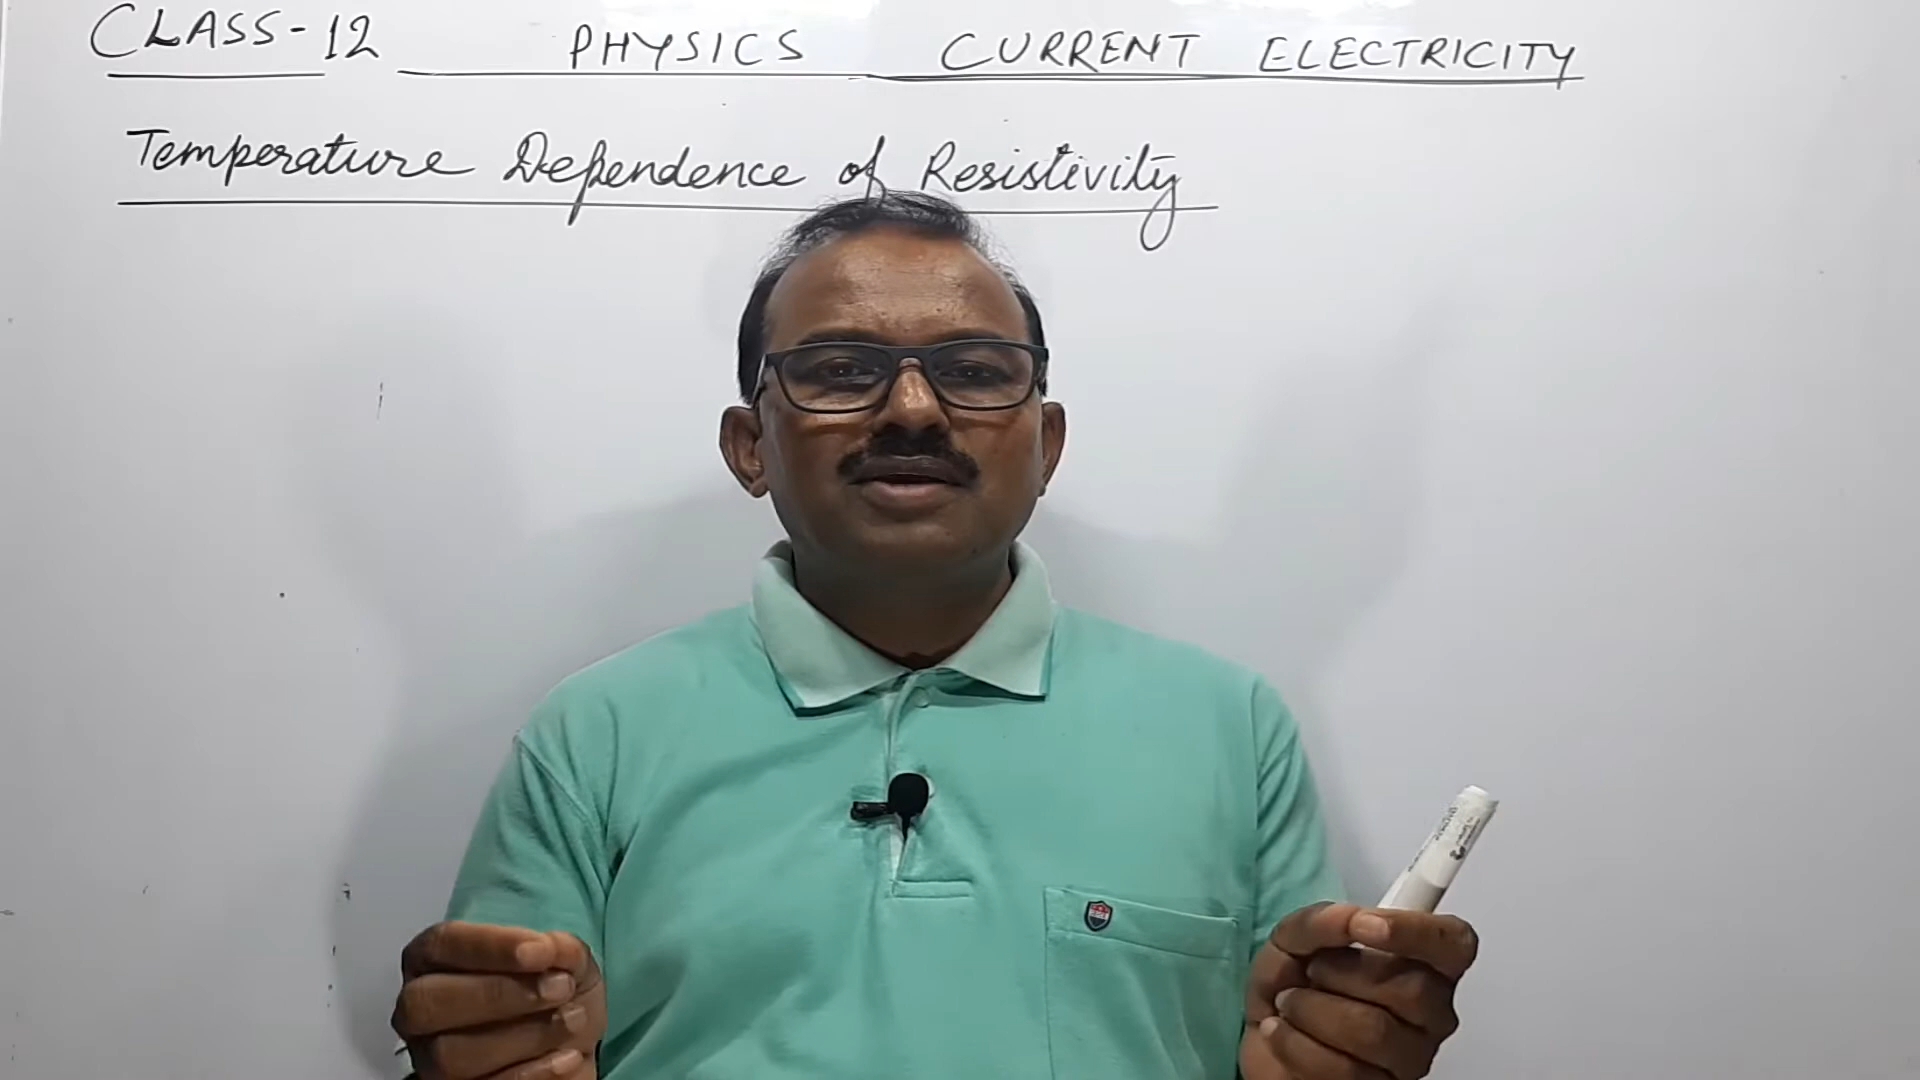 CLASS-12 PHYSICS CURRENT ELECTRICITY
Temperature Dependence of Resistivity